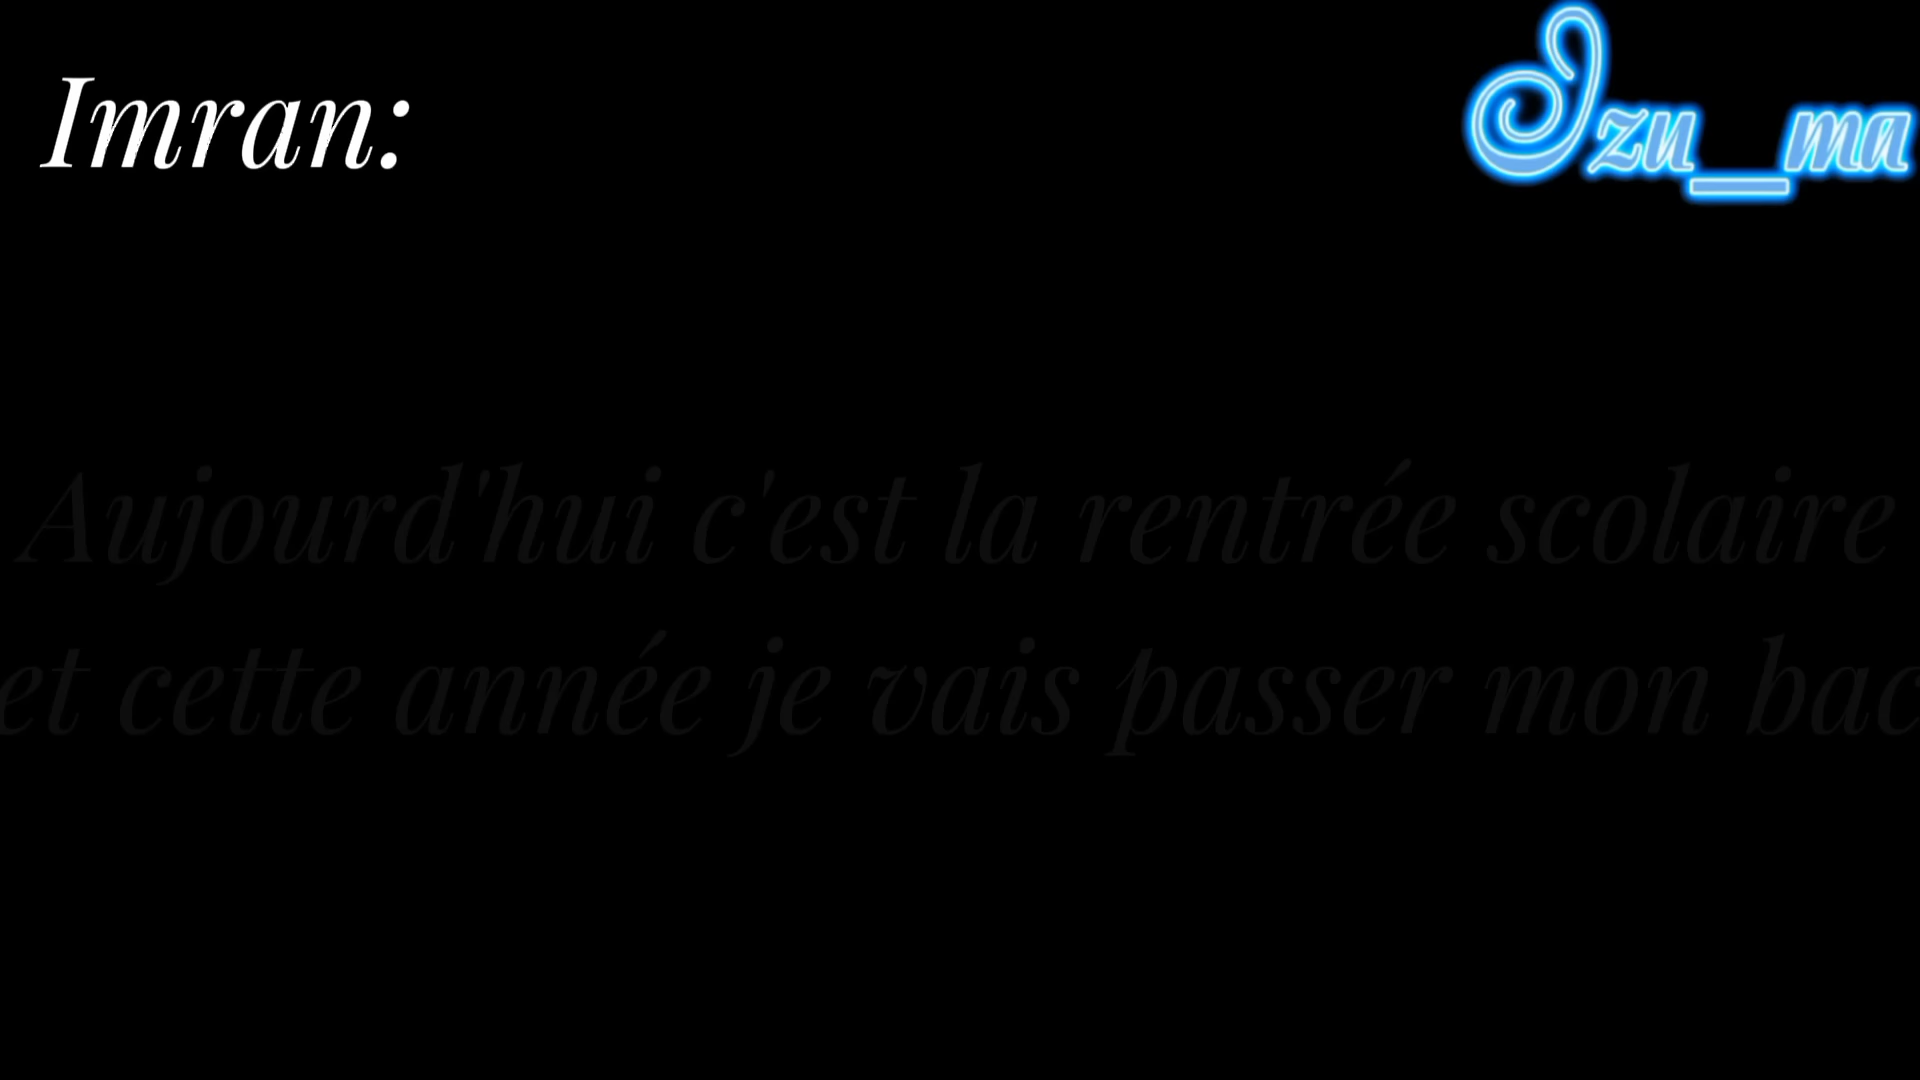 Imran:
Izu_ma
Aujourd'hui c'est la rentrée scolaire
et cette année je vais passer mon bac